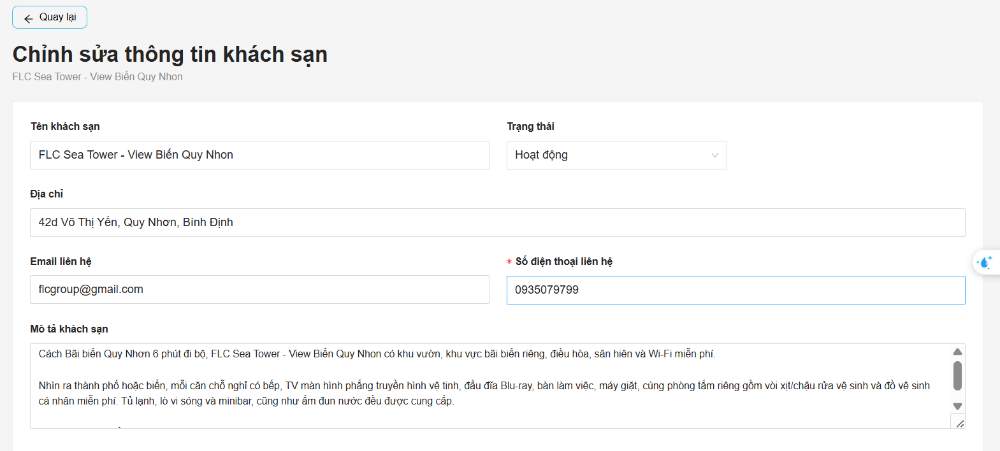 Quay lại
Chỉnh sửa thông tin khách sạn
FLC Sea Tower - View Biển Quy Nhon
Tên khách sạn
Trạng thái
FLC Sea Tower - View Biển Quy Nhon
Hoạt động
Địa chỉ
42d Võ Thị Yến, Quy Nhơn, Bình Định
Email liên hệ
* Số điện thoại liên hệ
flcgroup@gmail.com
0935079799
Mô tả khách sạn
Cách Bãi biển Quy Nhơn 6 phút đi bộ, FLC Sea Tower - View Biển Quy Nhon có khu vườn, khu vực bãi biển riêng, điều hòa, sân hiên và Wi-Fi miễn phí.
Nhìn ra thành phố hoặc biển, mỗi căn chỗ nghỉ có bếp, TV màn hình phẳng truyền hình vệ tinh, đầu đĩa Blu-ray, bàn làm việc, máy giặt, cùng phòng tắm riêng gồm vòi xịt/chậu rửa vệ sinh và đồ vệ sinh
cá nhân miễn phí. Tủ lạnh, lò vi sóng và minibar, cũng như ấm đun nước đều được cung cấp.